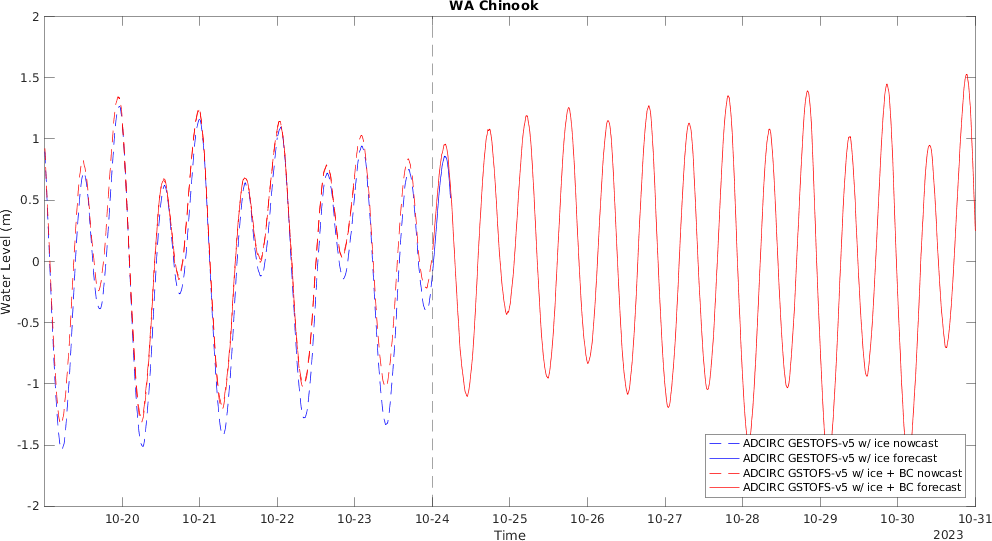 WA Chinook
2
1.5
1
0.5
0
-0.5
-1
-1.5
-2
Water Level (m)
10-20 10-21 10-22 10-23 10-24 10-25 10-26 10-27 10-28 10-29 10-30 10-31
Time
2023
ADCIRC GESTOFS-v5 w/ ice nowcast
ADCIRC GESTOFS-v5 w/ ice forecast
ADCIRC GSTOFS-v5 w/ ice + BC nowcast
ADCIRC GSTOFS-v5 w/ ice + BC forecast